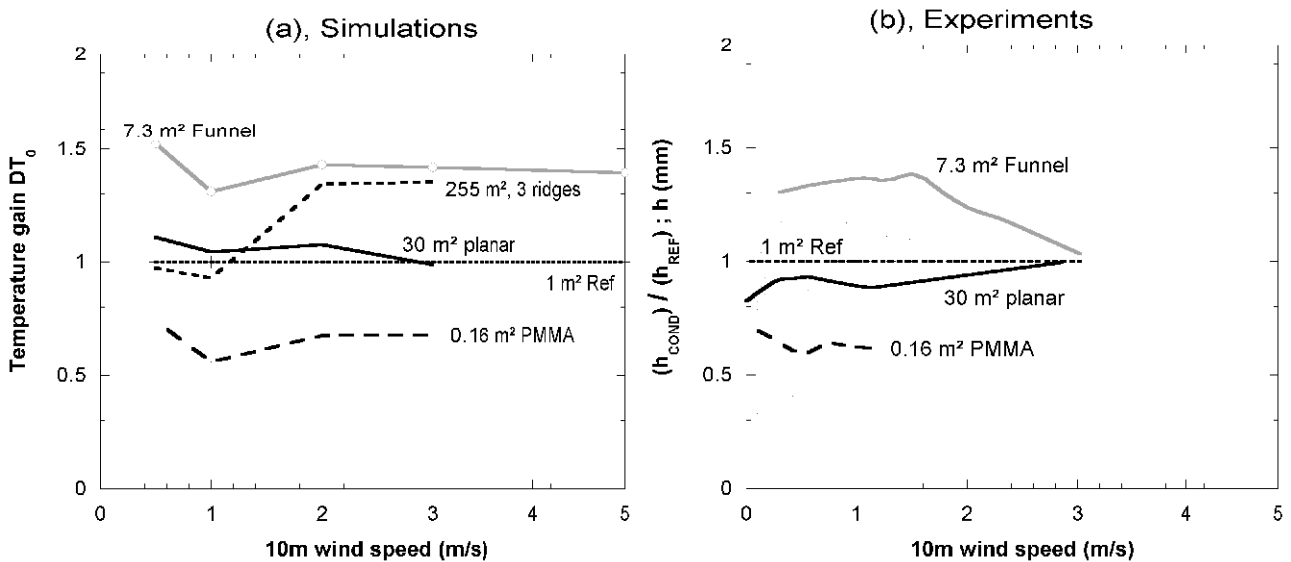 (a), Simulations
2
1.5
1
0.5
0
Temperature gain DT₀
7.3 m² Funnel
255 m², 3 ridges
30 m² planar
1 m² Ref
0.16 m² PMMA
0
1
2
3
4
5
10m wind speed (m/s)
(b), Experiments
2
1.5
1
0.5
0
(h_COND) / (h_REF) ; h (mm)
7.3 m² Funnel
1 m² Ref
30 m² planar
0.16 m² PMMA
0
1
2
3
4
5
10m wind speed (m/s)